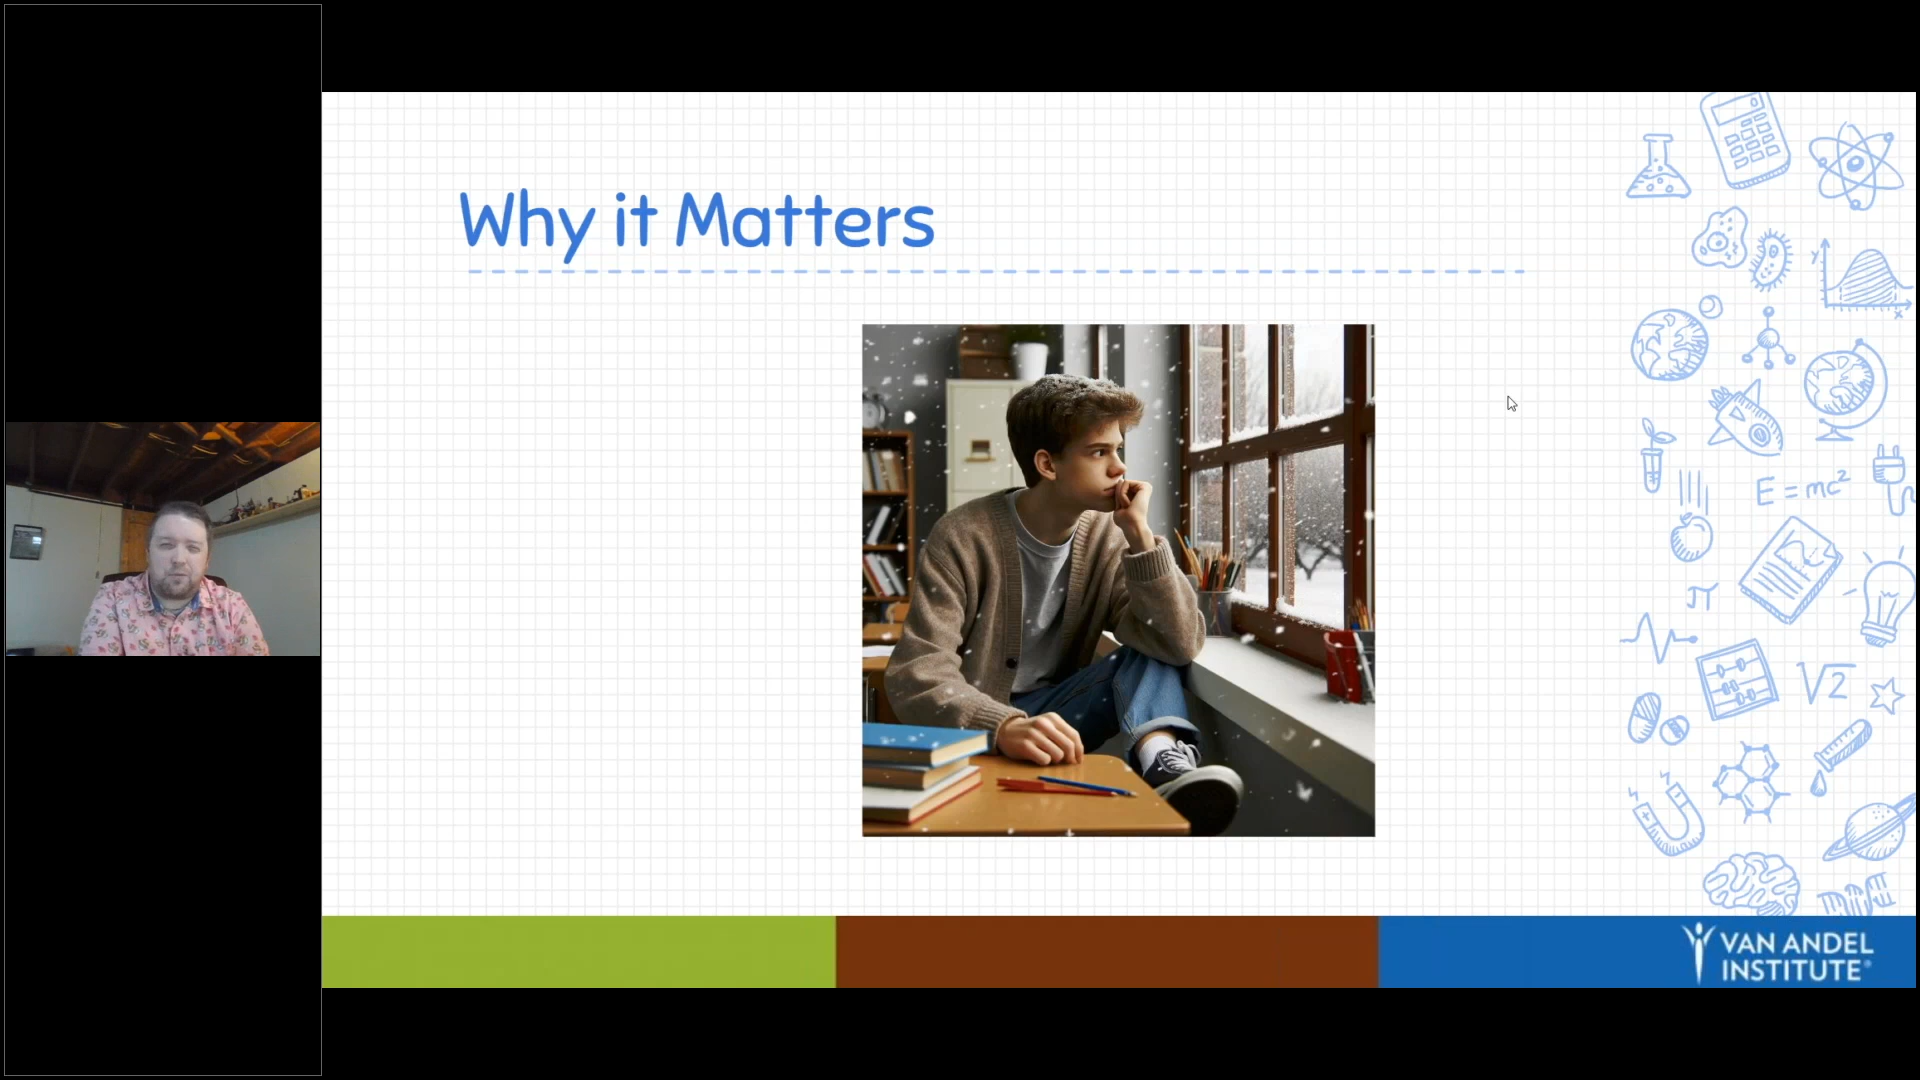 Why it Matters
y
x
E=mc²
π
√2
VAN ANDEL
INSTITUTE®